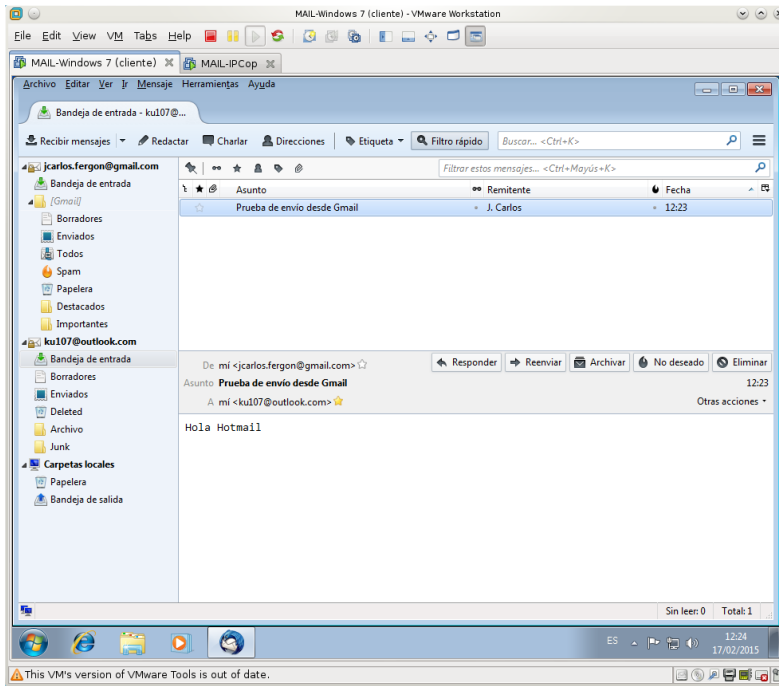 MAIL-Windows 7 (cliente) - VMware Workstation
File Edit View VM Tabs Help
MAIL-Windows 7 (cliente) MAIL-IPCop
Archivo Editar Ver Ir Mensaje Herramientas Ayuda
Bandeja de entrada - ku107@...
Recibir mensajes Redactar Charlar Direcciones Etiqueta Filtro rápido Buscar... <Ctrl+K>
jcarlos.fergon@gmail.com
Bandeja de entrada
[Gmail]
Borradores
Enviados
Todos
Spam
Papelera
Destacados
Importantes
ku107@outlook.com
Bandeja de entrada
Borradores
Enviados
Deleted
Archivo
Junk
Carpetas locales
Papelera
Bandeja de salida
Filtrar estos mensajes... <Ctrl+Mayús+K>
Asunto Remitente Fecha
Prueba de envío desde Gmail J. Carlos 12:23
De mí <jcarlos.fergon@gmail.com> Responder Reenviar Archivar No deseado Eliminar
Asunto Prueba de envío desde Gmail 12:23
A mí <ku107@outlook.com> Otras acciones
Hola Hotmail
Sin leer: 0 Total: 1
ES 12:24
17/02/2015
This VM's version of VMware Tools is out of date.